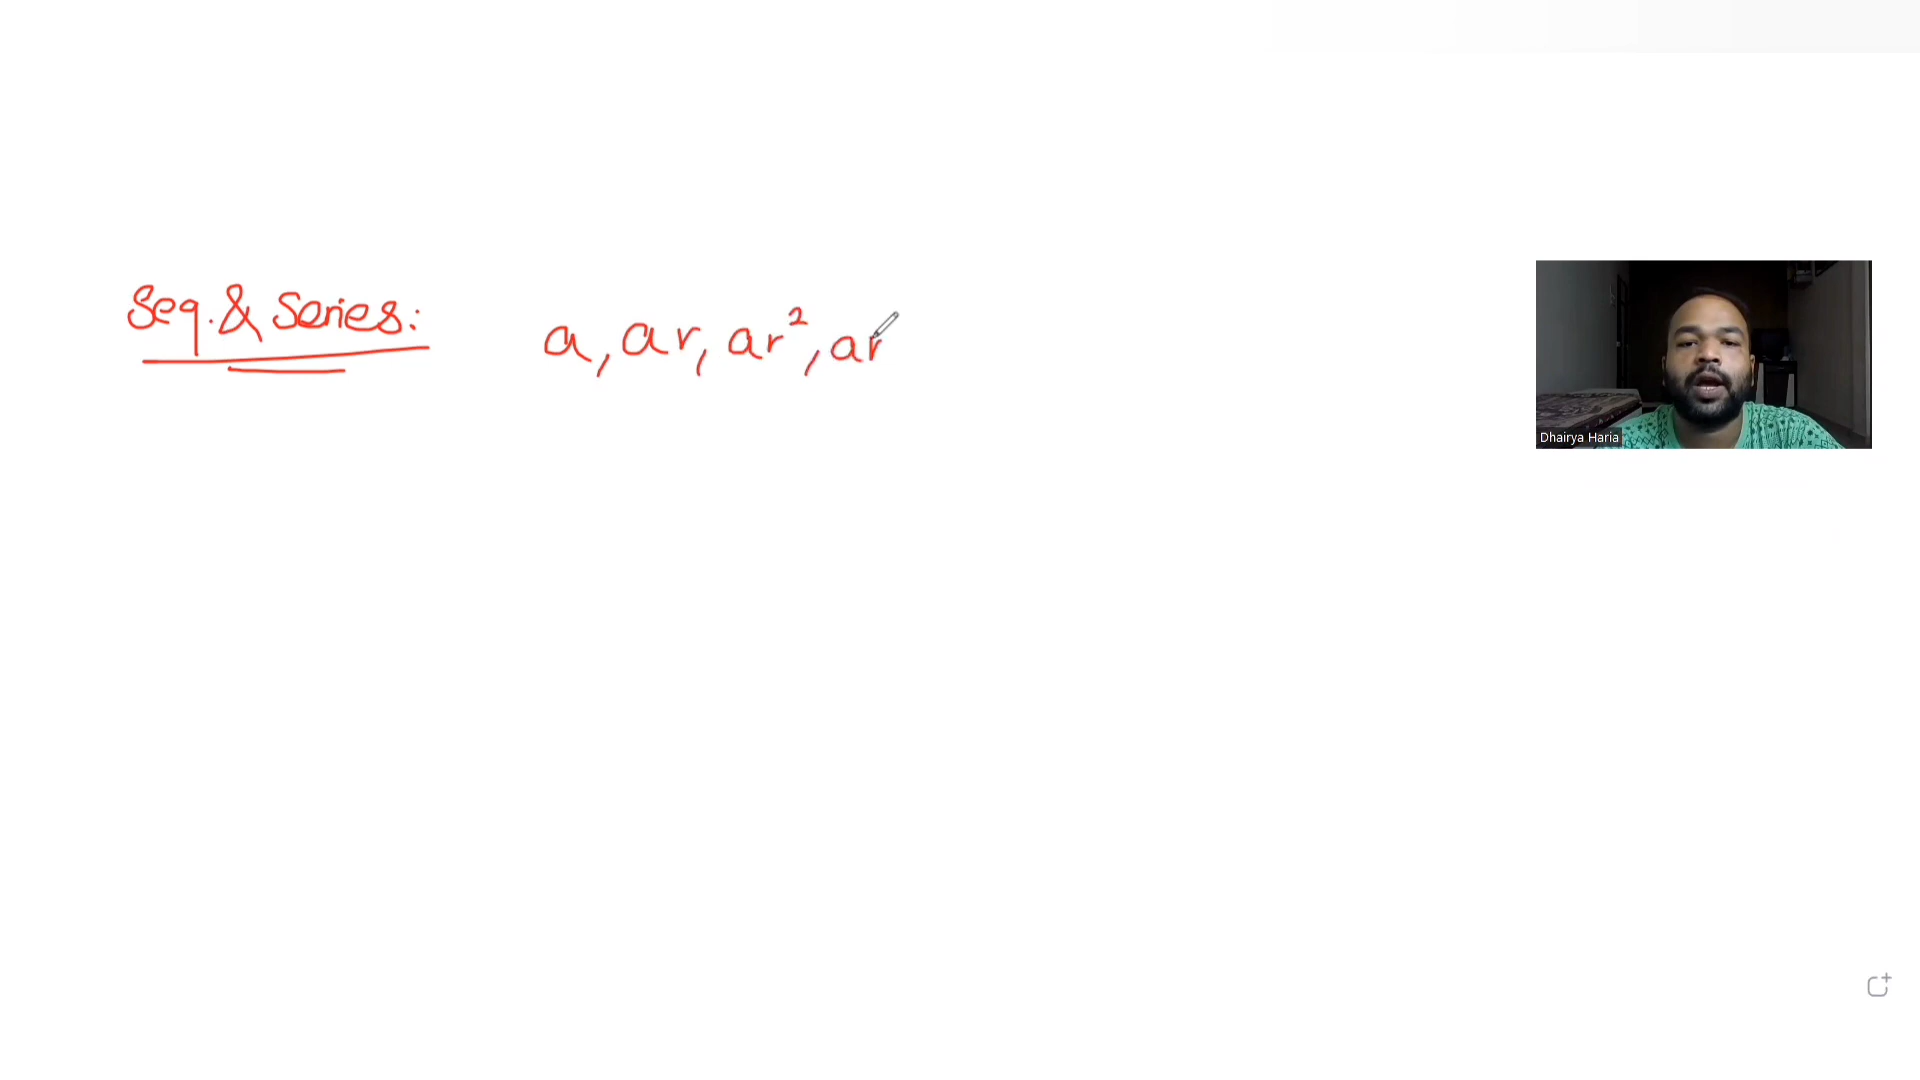 Seq. & Series:
a, ar, ar², ar
Dhairya Haria